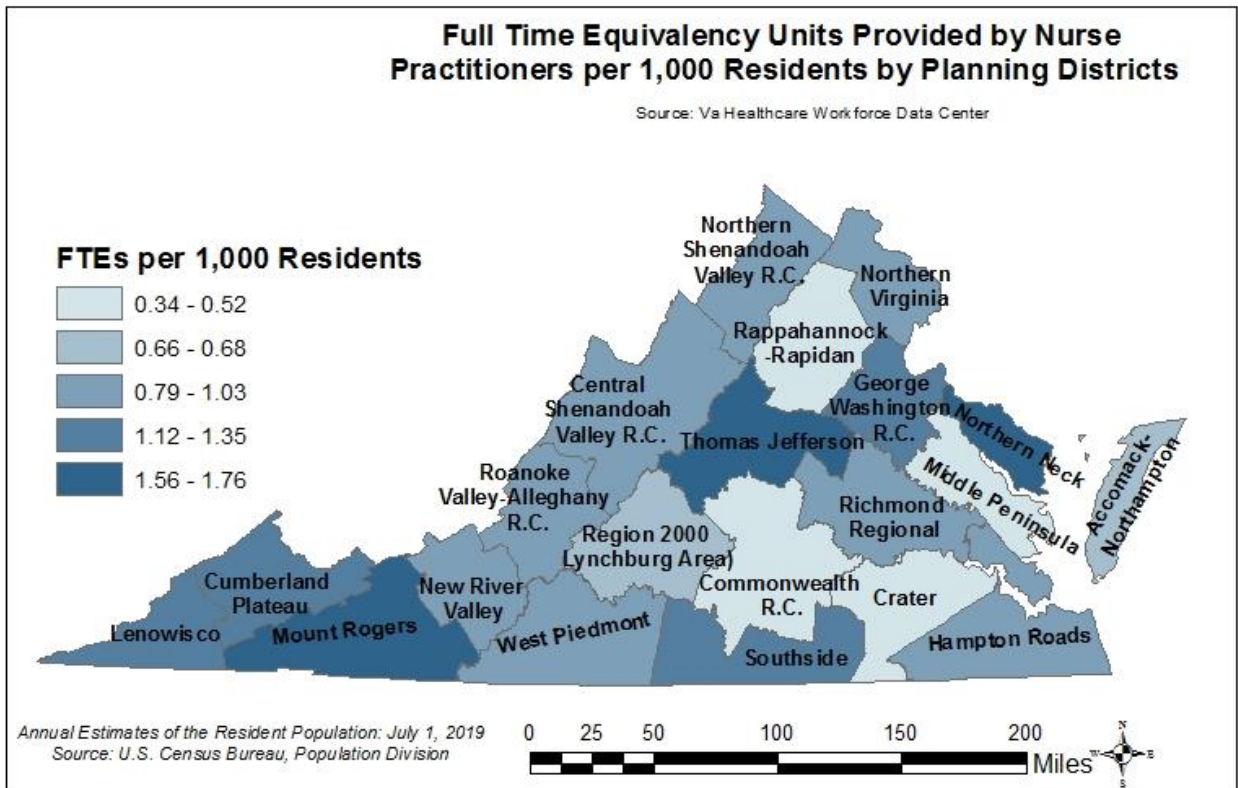 Full Time Equivalency Units Provided by Nurse
Practitioners per 1,000 Residents by Planning Districts
Source: Va Healthcare Workforce Data Center
FTEs per 1,000 Residents
0.34 - 0.52
0.66 - 0.68
0.79 - 1.03
1.12 - 1.35
1.56 - 1.76
Northern
Shenandoah
Valley R.C.
Northern
Virginia
Rappahannock
-Rapidan
Central
Shenandoah
Valley R.C.
George
Washington
R.C.
Northern Neck
Thomas Jefferson
Middle Peninsula
Accomack-
Northampton
Roanoke
Valley-Alleghany
R.C.
Richmond
Regional
Region 2000
Lynchburg Area)
Commonwealth
R.C.
Crater
Cumberland
Plateau
New River
Valley
Lenowisco
Mount Rogers
West Piedmont
Southside
Hampton Roads
Annual Estimates of the Resident Population: July 1, 2019
Source: U.S. Census Bureau, Population Division
0 25 50 100 150 200
Miles
N
W E
S